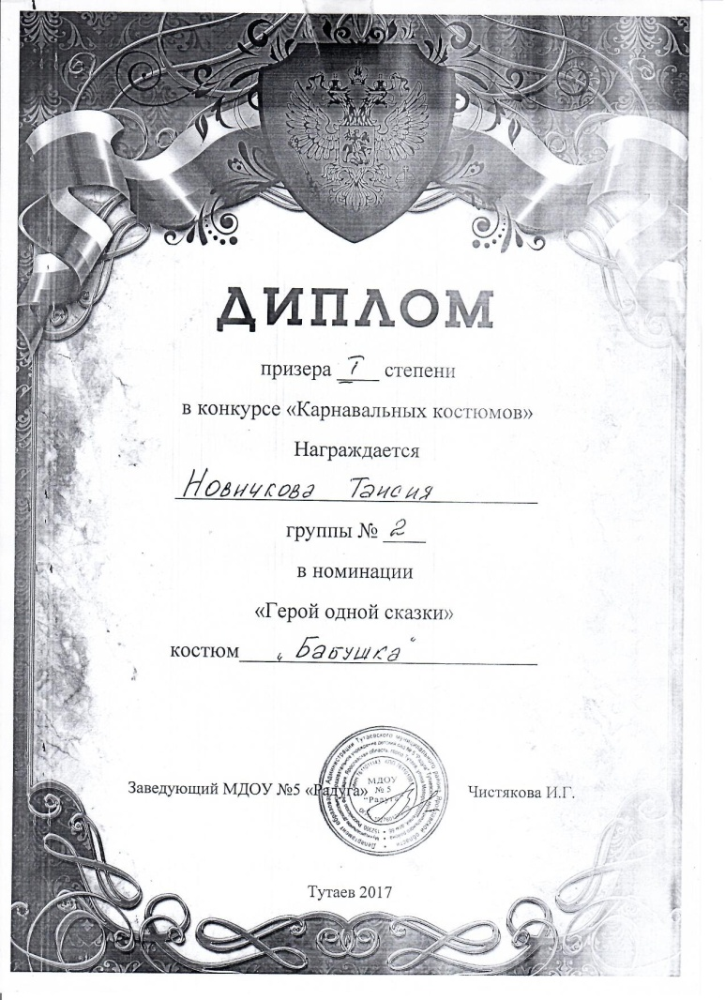 ДИПЛОМ
призера I степени
в конкурсе «Карнавальных костюмов»
Награждается
Новичкова Таисия
группы № 2
в номинации
«Герой одной сказки»
костюм „Бабушка“
Заведующий МДОУ №5 «Радуга» Чистякова И.Г.
МДОУ
№ 5
"Радуга"
Тутаев 2017